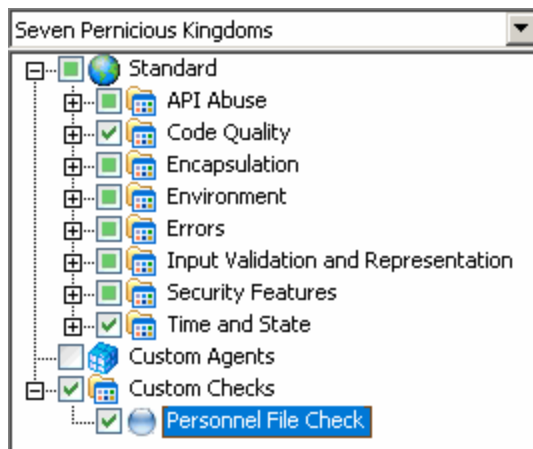 Seven Pernicious Kingdoms
Standard
API Abuse
Code Quality
Encapsulation
Environment
Errors
Input Validation and Representation
Security Features
Time and State
Custom Agents
Custom Checks
Personnel File Check